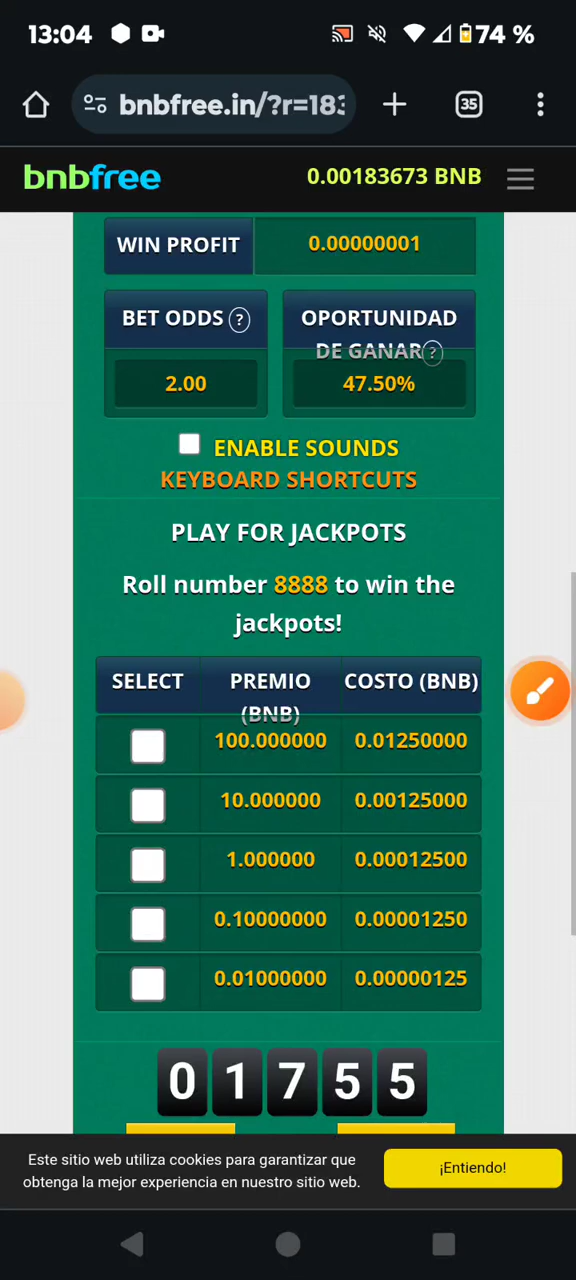 13:04 74 %
bnbfree.in/?r=183 35
bnbfree 0.00183673 BNB
WIN PROFIT 0.00000001
BET ODDS ? OPORTUNIDAD
DE GANAR ?
2.00 47.50%
ENABLE SOUNDS
KEYBOARD SHORTCUTS
PLAY FOR JACKPOTS
Roll number 8888 to win the
jackpots!
SELECT PREMIO COSTO (BNB)
(BNB)
100.000000 0.01250000
10.000000 0.00125000
1.000000 0.00012500
0.10000000 0.00001250
0.01000000 0.00000125
0 1 7 5 5
Este sitio web utiliza cookies para garantizar que
obtenga la mejor experiencia en nuestro sitio web.
¡Entiendo!